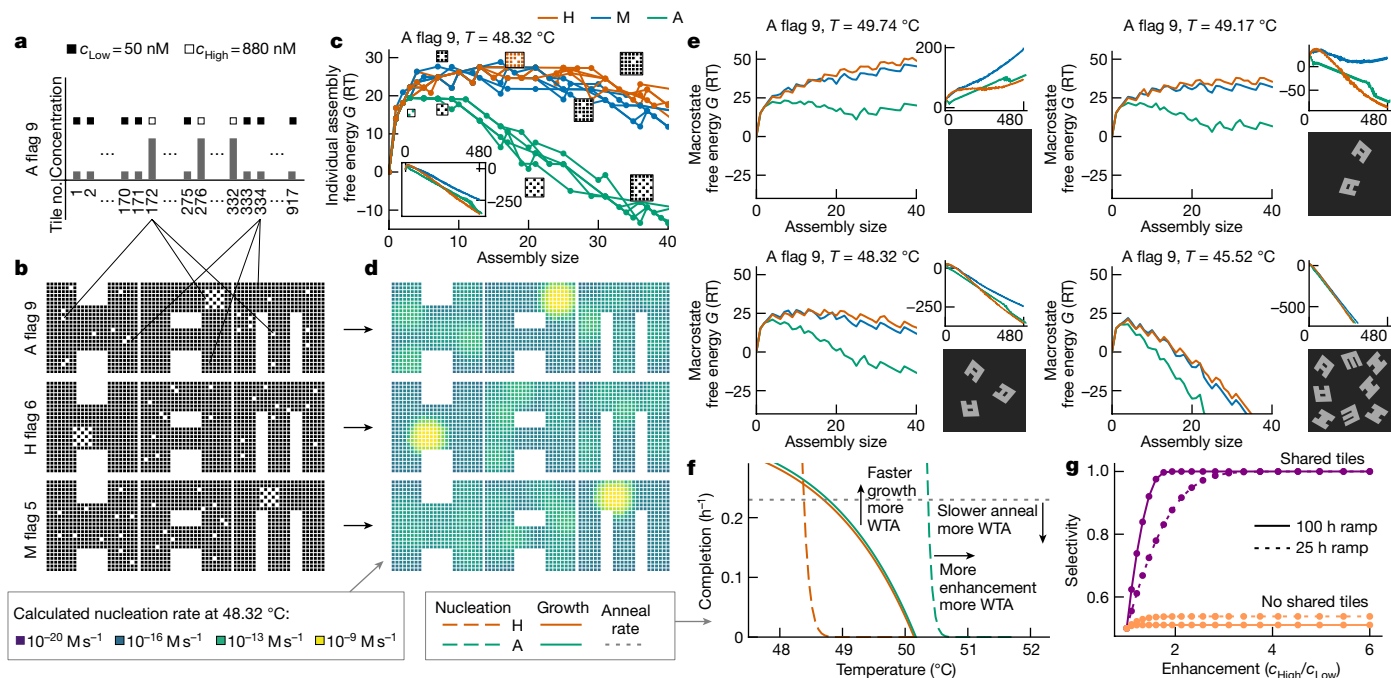 H M A
a
■ c_Low = 50 nM □ c_High = 880 nM
A flag 9
Concentration
Tile no.
... ... ... ...
1 2 170 171 172 275 276 332 333 334 917
b
A flag 9
H flag 6
M flag 5
c
A flag 9, T = 48.32 °C
Individual assembly
free energy G (RT)
30
20
10
0
−10
0 10 20 30 40
Assembly size
0 480
0
−250
d
Calculated nucleation rate at 48.32 °C:
10⁻²⁰ M s⁻¹ 10⁻¹⁶ M s⁻¹ 10⁻¹³ M s⁻¹ 10⁻⁹ M s⁻¹
Nucleation Growth Anneal
rate
H
A
e
A flag 9, T = 49.74 °C
Macrostate
free energy G (RT)
50
25
0
−25
0 20 40
Assembly size
200
0
0 480
A flag 9, T = 49.17 °C
Macrostate
free energy G (RT)
50
25
0
−25
0 20 40
Assembly size
0
−50
0 480
A flag 9, T = 48.32 °C
Macrostate
free energy G (RT)
50
25
0
−25
0 20 40
Assembly size
0
−250
0 480
A flag 9, T = 45.52 °C
Macrostate
free energy G (RT)
50
25
0
−25
0 20 40
Assembly size
0
−500
0 480
f
Completion (h⁻¹)
0.2
0.1
0
48 49 50 51 52
Temperature (°C)
Faster
growth
more
WTA
Slower anneal
more WTA
More
enhancement
more WTA
g
Selectivity
1.0
0.8
0.6
2 4 6
Enhancement (c_High/c_Low)
Shared tiles
100 h ramp
25 h ramp
No shared tiles